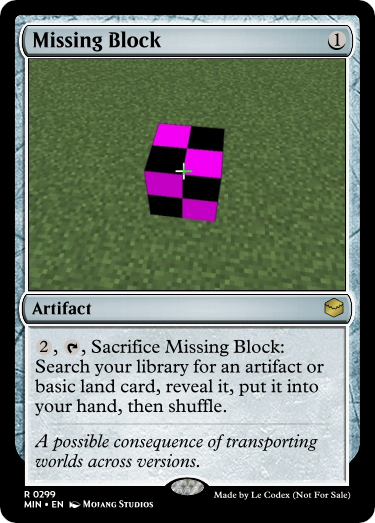 Missing Block 1
Artifact
2, , Sacrifice Missing Block:
Search your library for an artifact or
basic land card, reveal it, put it into
your hand, then shuffle.
A possible consequence of transporting
worlds across versions.
R 0299
MIN • EN Mojang Studios
Made by Le Codex (Not For Sale)